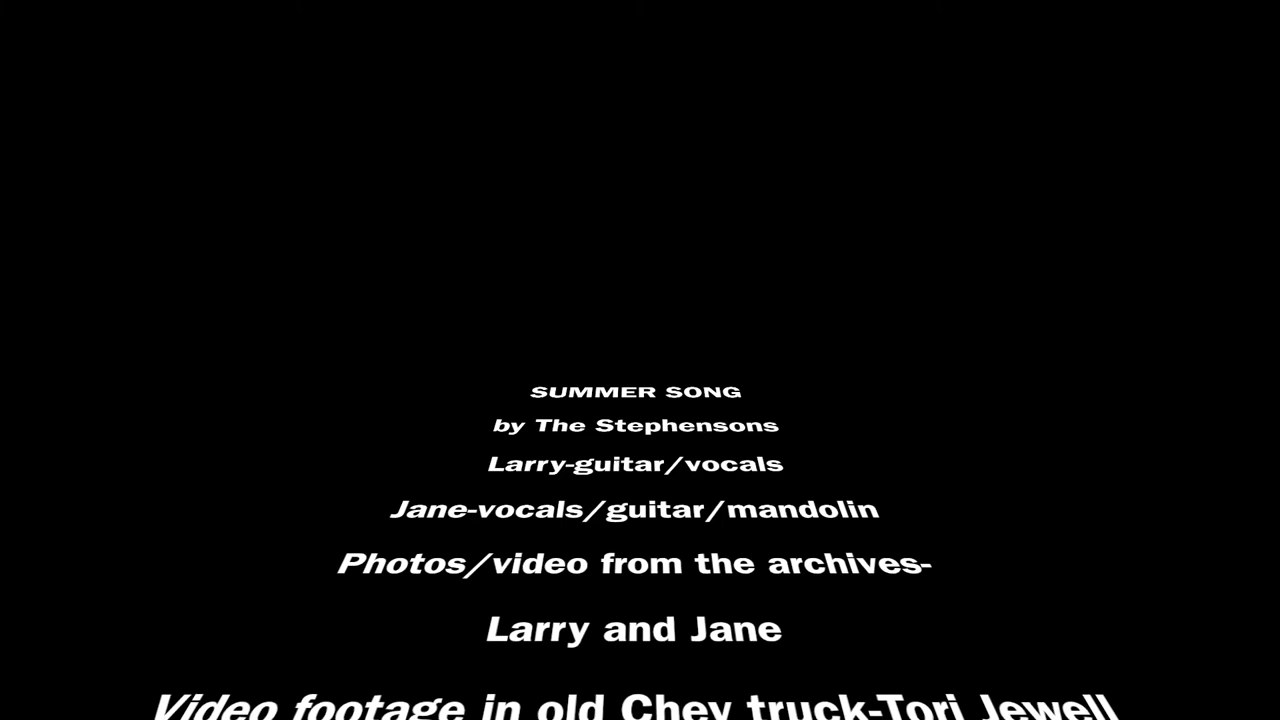 SUMMER SONG
by The Stephensons
Larry-guitar/vocals
Jane-vocals/guitar/mandolin
Photos/video from the archives-
Larry and Jane
Video footage in old Chev truck-Tori Jewell